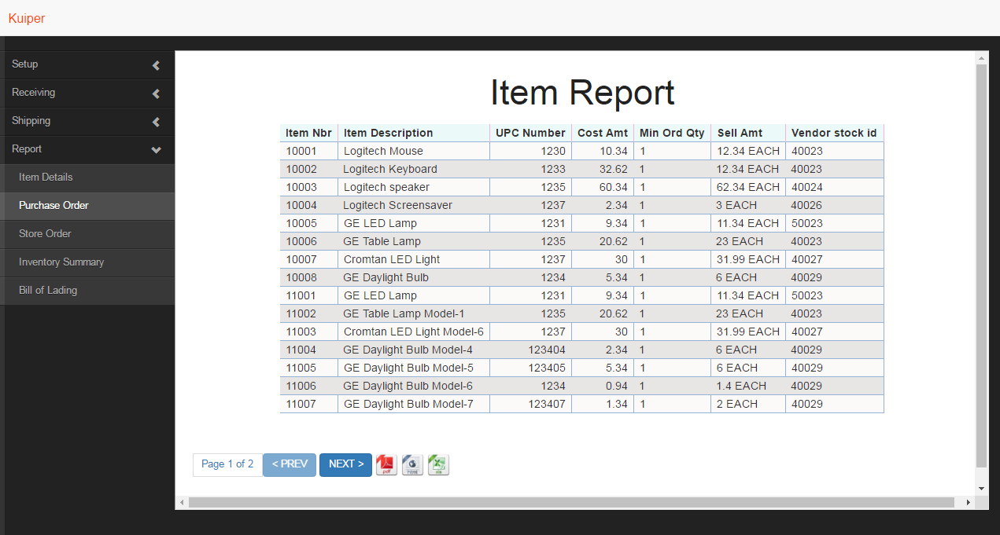 Kuiper
Setup
Receiving
Shipping
Report
Item Details
Purchase Order
Store Order
Inventory Summary
Bill of Lading
Item Report
Item Nbr Item Description UPC Number Cost Amt Min Ord Qty Sell Amt Vendor stock id
10001 Logitech Mouse 1230 10.34 1 12.34 EACH 40023
10002 Logitech Keyboard 1233 32.62 1 12.34 EACH 40023
10003 Logitech speaker 1235 60.34 1 62.34 EACH 40024
10004 Logitech Screensaver 1237 2.34 1 3 EACH 40026
10005 GE LED Lamp 1231 9.34 1 11.34 EACH 50023
10006 GE Table Lamp 1235 20.62 1 23 EACH 40023
10007 Cromtan LED Light 1237 30 1 31.99 EACH 40027
10008 GE Daylight Bulb 1234 5.34 1 6 EACH 40029
11001 GE LED Lamp 1231 9.34 1 11.34 EACH 50023
11002 GE Table Lamp Model-1 1235 20.62 1 23 EACH 40023
11003 Cromtan LED Light Model-6 1237 30 1 31.99 EACH 40027
11004 GE Daylight Bulb Model-4 123404 2.34 1 6 EACH 40029
11005 GE Daylight Bulb Model-5 123405 5.34 1 6 EACH 40029
11006 GE Daylight Bulb Model-6 1234 0.94 1 1.4 EACH 40029
11007 GE Daylight Bulb Model-7 123407 1.34 1 2 EACH 40029
Page 1 of 2 < PREV NEXT > pdf html xls